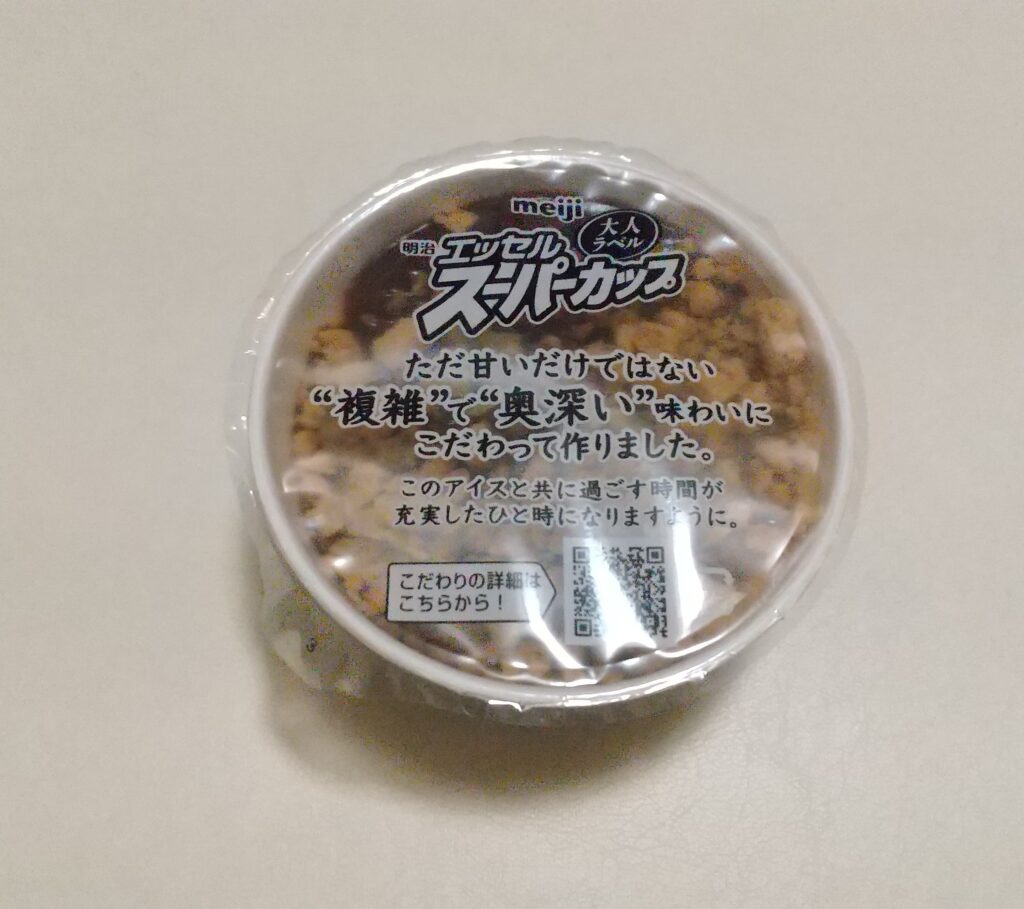 meiji
大人
ラベル
明治 エッセル
スーパーカップ
ただ甘いだけではない
“複雑”で“奥深い”味わいに
こだわって作りました。
このアイスと共に過ごす時間が
充実したひと時になりますように。
こだわりの詳細は
こちらから!